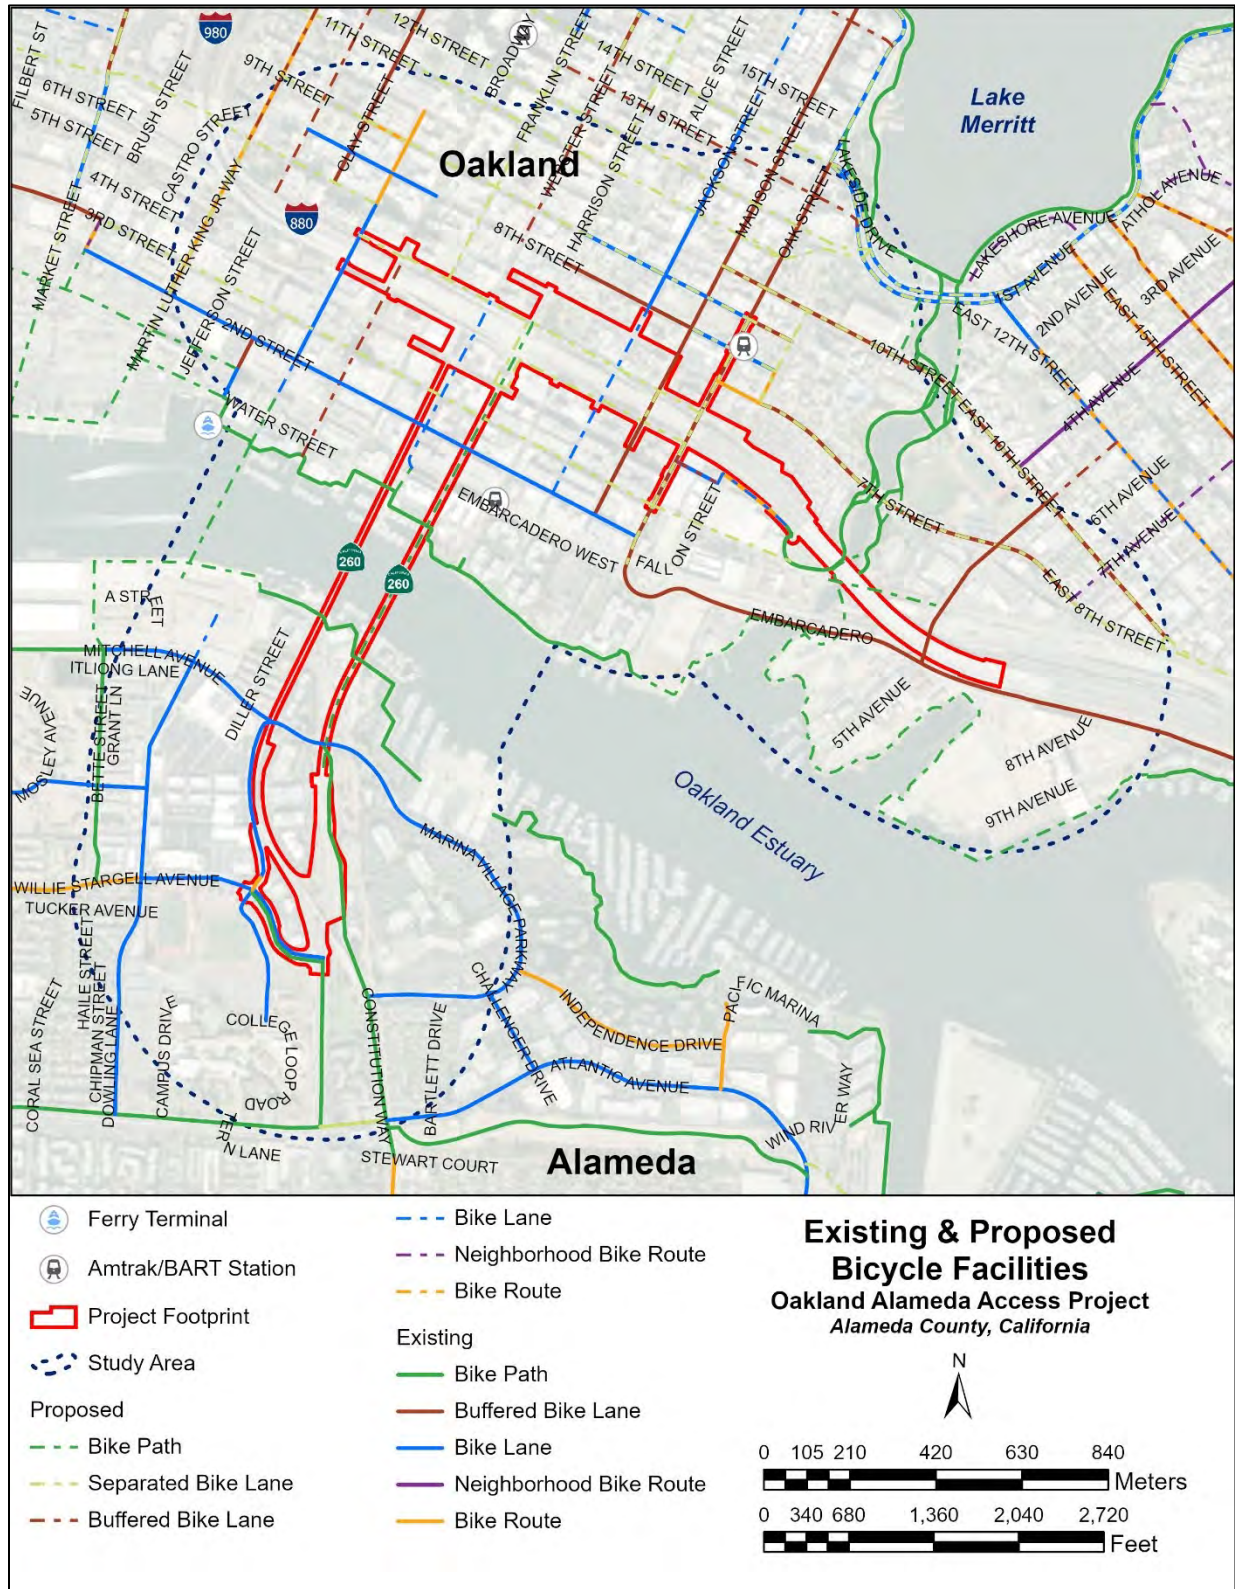 980
FILBERT ST
6TH STREET
5TH STREET
4TH STREET
3RD STREET
MARKET STREET
BRUSH STREET
CASTRO STREET
9TH STREET
11TH STREET
12TH STREET
BROADWAY
FRANKLIN STREET
14TH STREET
ALICE STREET
15TH STREET
13TH STREET
Lake
Merritt
CLAY STREET
Oakland
WEBSTER STREET
HARRISON STREET
JACKSON STREET
MADISON STREET
OAK STREET
LAKESIDE DRIVE
880
8TH STREET
MARTIN LUTHER KING JR WAY
JEFFERSON STREET
2ND STREET
WATER STREET
LAKESHORE AVENUE
ATHOL AVENUE
1ST AVENUE
2ND AVENUE
3RD AVENUE
EAST 12TH STREET
EAST 15TH STREET
4TH AVENUE
10TH STREET
EAST 10TH STREET
6TH AVENUE
7TH AVENUE
7TH STREET
EAST 8TH STREET
EMBARCADERO WEST
FALLON STREET
EMBARCADERO
260
260
5TH AVENUE
8TH AVENUE
9TH AVENUE
Oakland Estuary
A STREET
MITCHELL AVENUE
ITLIONG LANE
MOSLEY AVENUE
BETTE STREET
GRANT LN
DILLER STREET
MARINA VILLAGE PARKWAY
WILLIE STARGELL AVENUE
TUCKER AVENUE
CORAL SEA STREET
HAILE STREET
CHIPMAN STREET
DOWLING LANE
CAMPUS DRIVE
COLLEGE LOOP ROAD
TERN LANE
CONSTITUTION WAY
BARTLETT DRIVE
CHALLENGER DRIVE
INDEPENDENCE DRIVE
PACIFIC MARINA
ATLANTIC AVENUE
WIND RIVER WAY
STEWART COURT
Alameda
Ferry Terminal
Amtrak/BART Station
Project Footprint
Study Area
Proposed
Bike Path
Separated Bike Lane
Buffered Bike Lane
Bike Lane
Neighborhood Bike Route
Bike Route
Existing
Bike Path
Buffered Bike Lane
Bike Lane
Neighborhood Bike Route
Bike Route
Existing & Proposed
Bicycle Facilities
Oakland Alameda Access Project
Alameda County, California
N
0 105 210 420 630 840
Meters
0 340 680 1,360 2,040 2,720
Feet